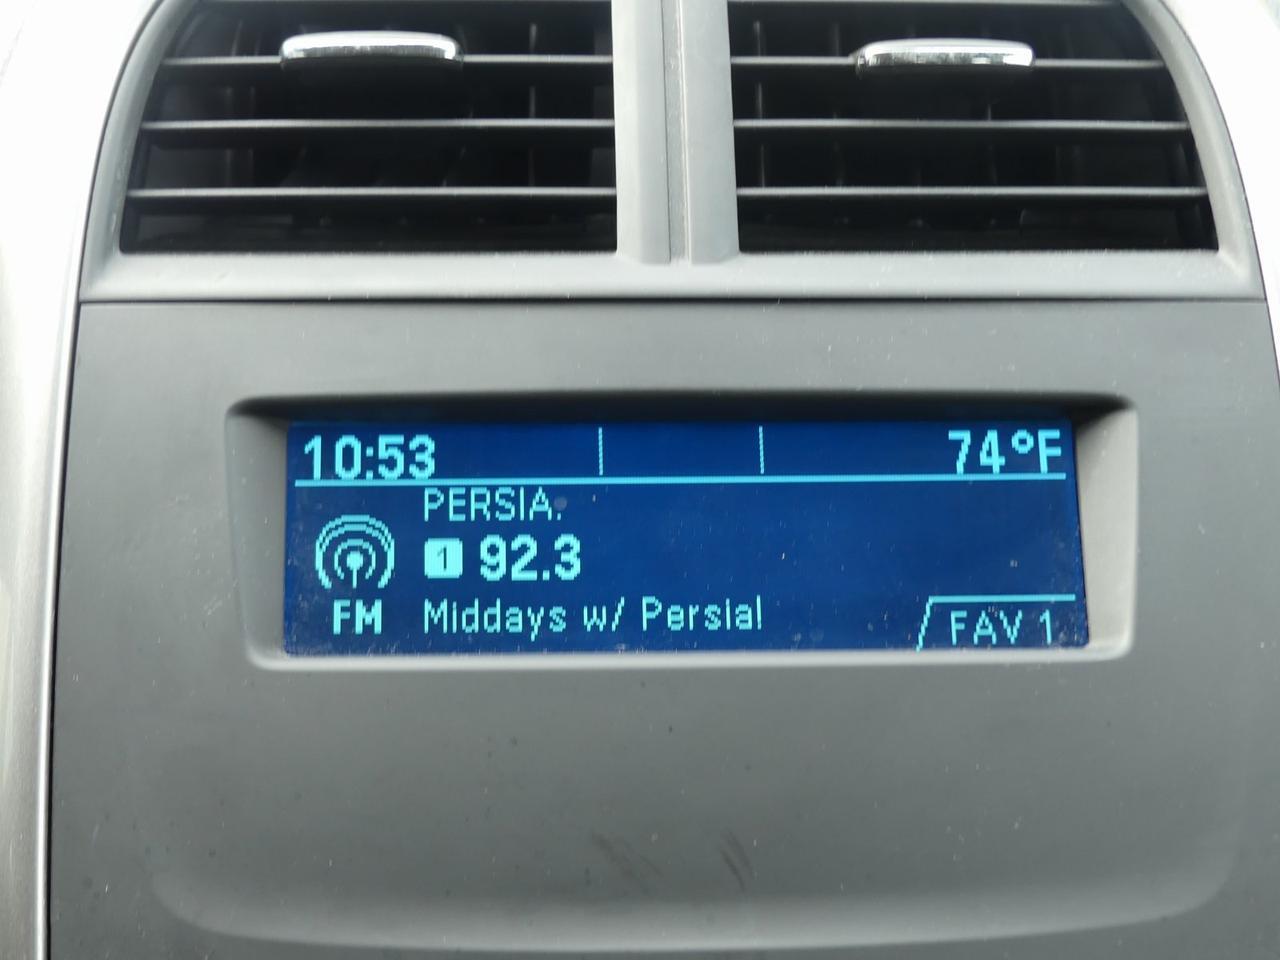 10:53 74°F
PERSIA.
1 92.3
FM Middays w/ Persia!
FAV 1